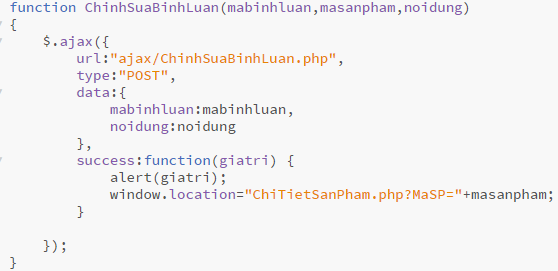 function ChinhSuaBinhLuan(mabinhluan,masanpham,noidung)
{
    $.ajax({
        url:"ajax/ChinhSuaBinhLuan.php",
        type:"POST",
        data:{
            mabinhluan:mabinhluan,
            noidung:noidung
        },
        success:function(giatri) {
            alert(giatri);
            window.location="ChiTietSanPham.php?MaSP="+masanpham;
        }
    });
}